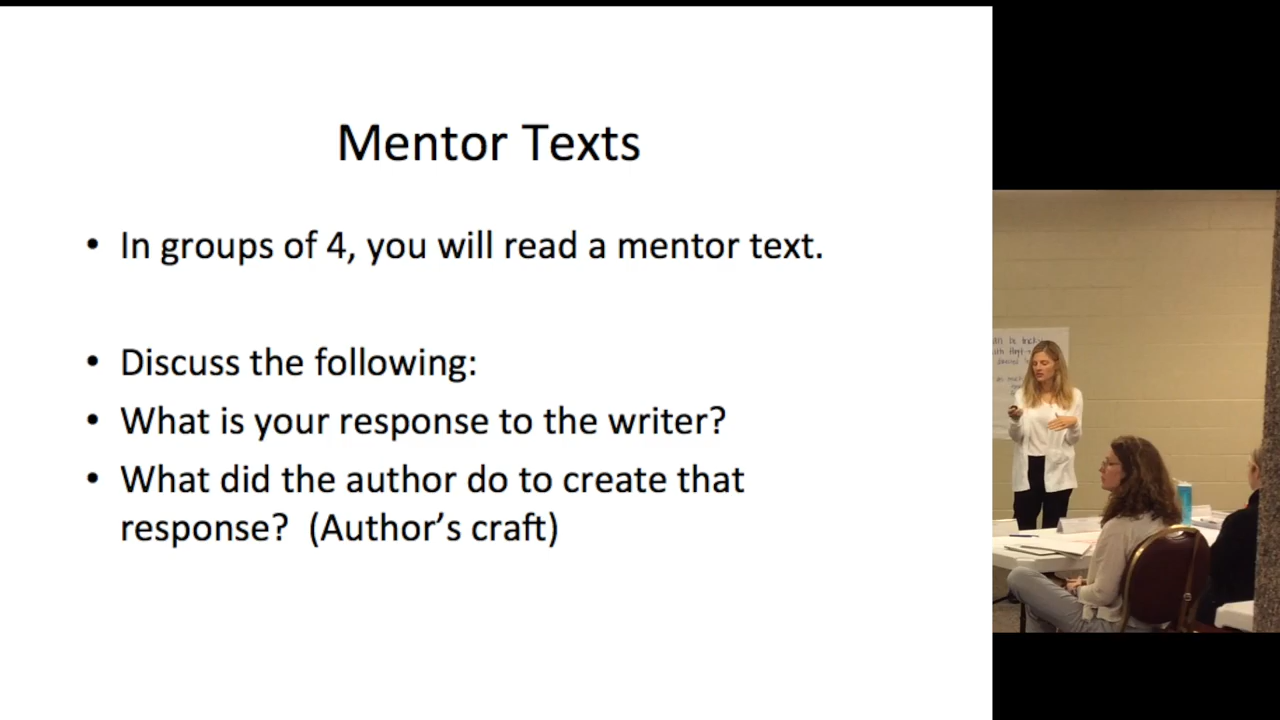 Mentor Texts
• In groups of 4, you will read a mentor text.
• Discuss the following:
• What is your response to the writer?
• What did the author do to create that
response?  (Author’s craft)